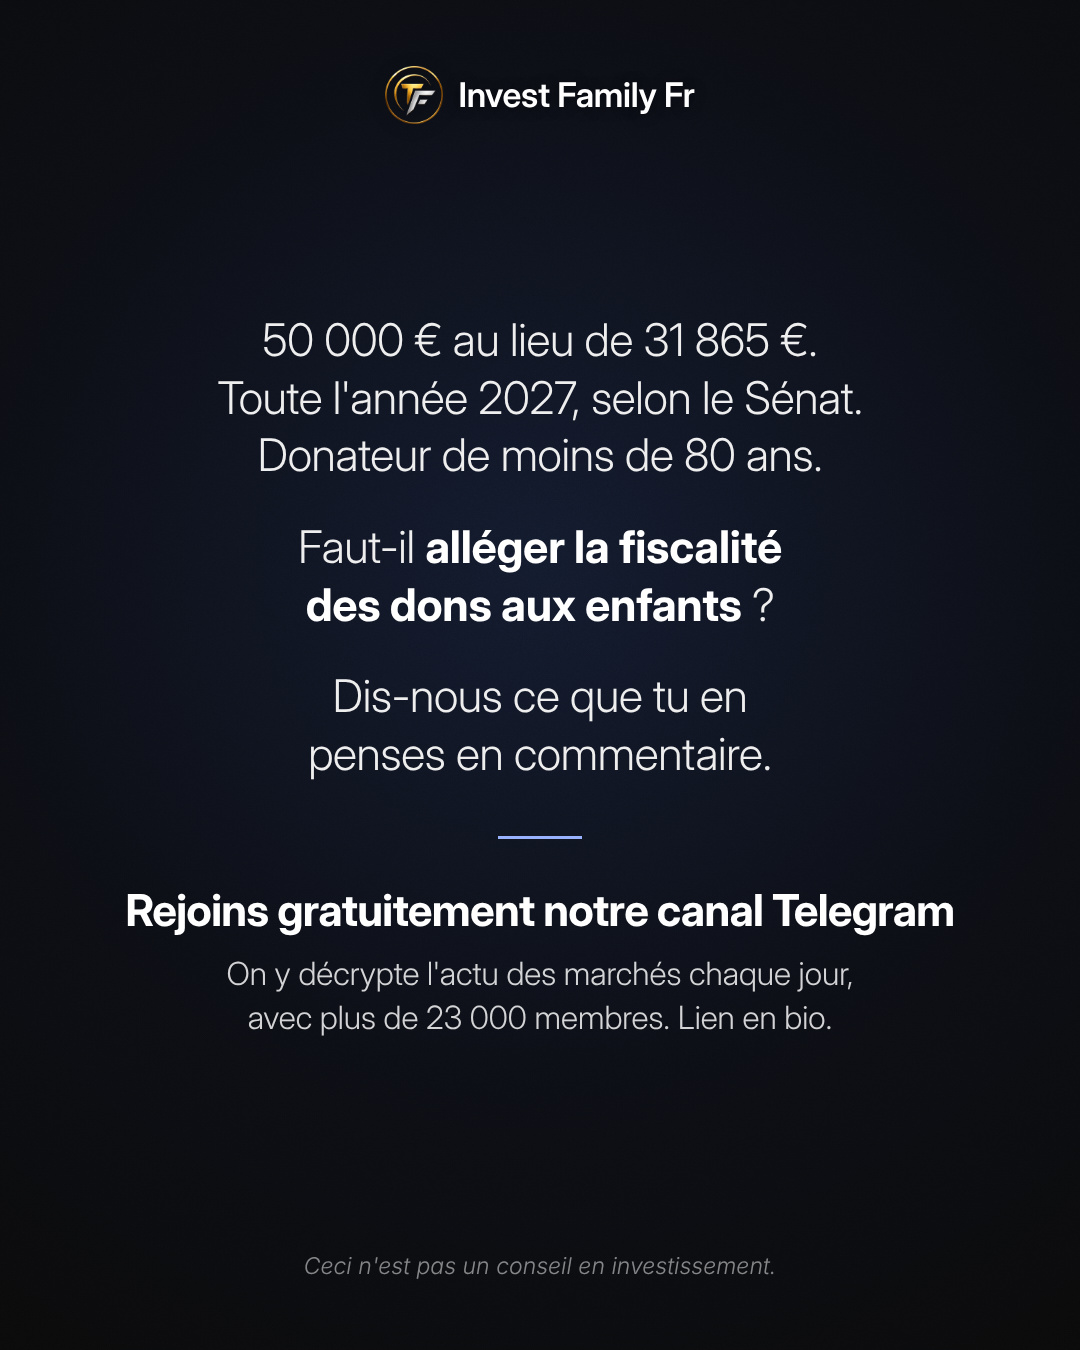 TF Invest Family Fr
50 000 € au lieu de 31 865 €.
Toute l'année 2027, selon le Sénat.
Donateur de moins de 80 ans.
Faut-il alléger la fiscalité
des dons aux enfants ?
Dis-nous ce que tu en
penses en commentaire.
Rejoins gratuitement notre canal Telegram
On y décrypte l'actu des marchés chaque jour,
avec plus de 23 000 membres. Lien en bio.
Ceci n'est pas un conseil en investissement.